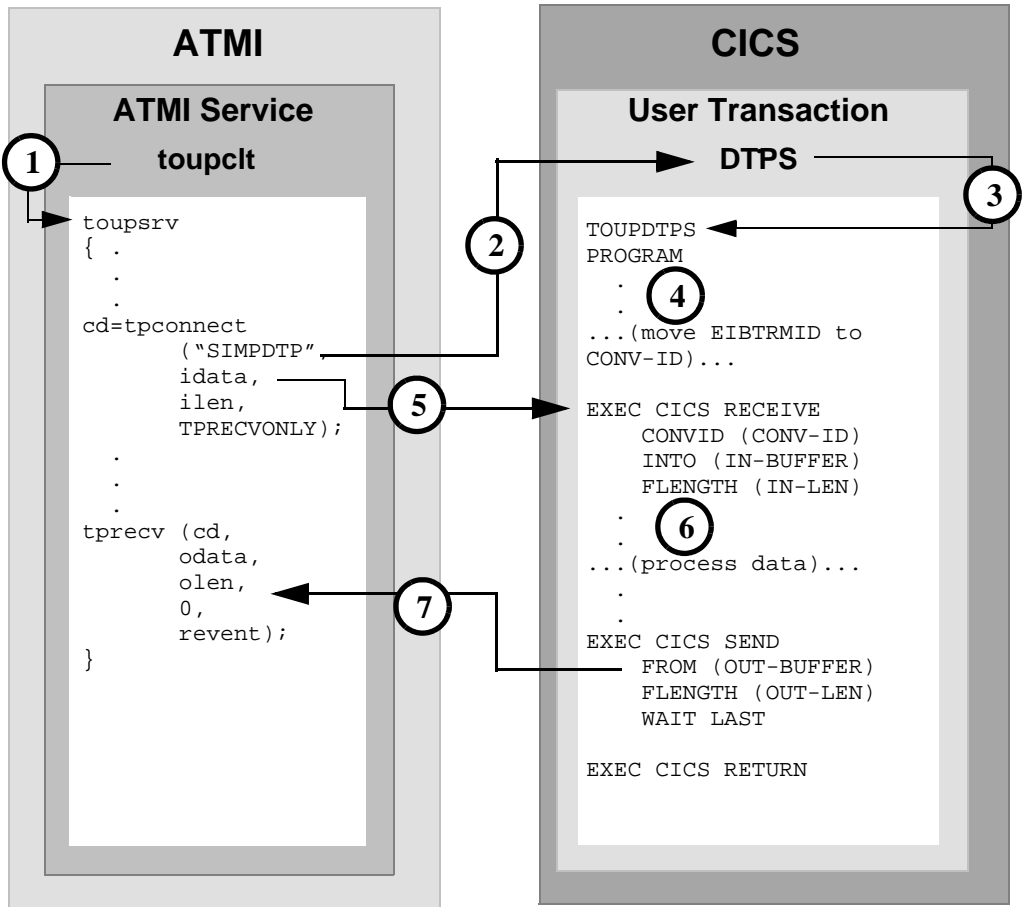 ATMI
ATMI Service
toupclt
1
toupsrv
{ .
.
.
cd=tpconnect
(“SIMPDTP”,
idata,
ilen,
TPRECVONLY);
.
.
.
tprecv (cd,
odata,
olen,
0,
revent);
}
2
5
7
CICS
User Transaction
DTPS
3
TOUPDTPS
PROGRAM
.
.
4
...(move EIBTRMID to
CONV-ID)...
EXEC CICS RECEIVE
CONVID (CONV-ID)
INTO (IN-BUFFER)
FLENGTH (IN-LEN)
.
.
6
...(process data)...
.
.
EXEC CICS SEND
FROM (OUT-BUFFER)
FLENGTH (OUT-LEN)
WAIT LAST
EXEC CICS RETURN